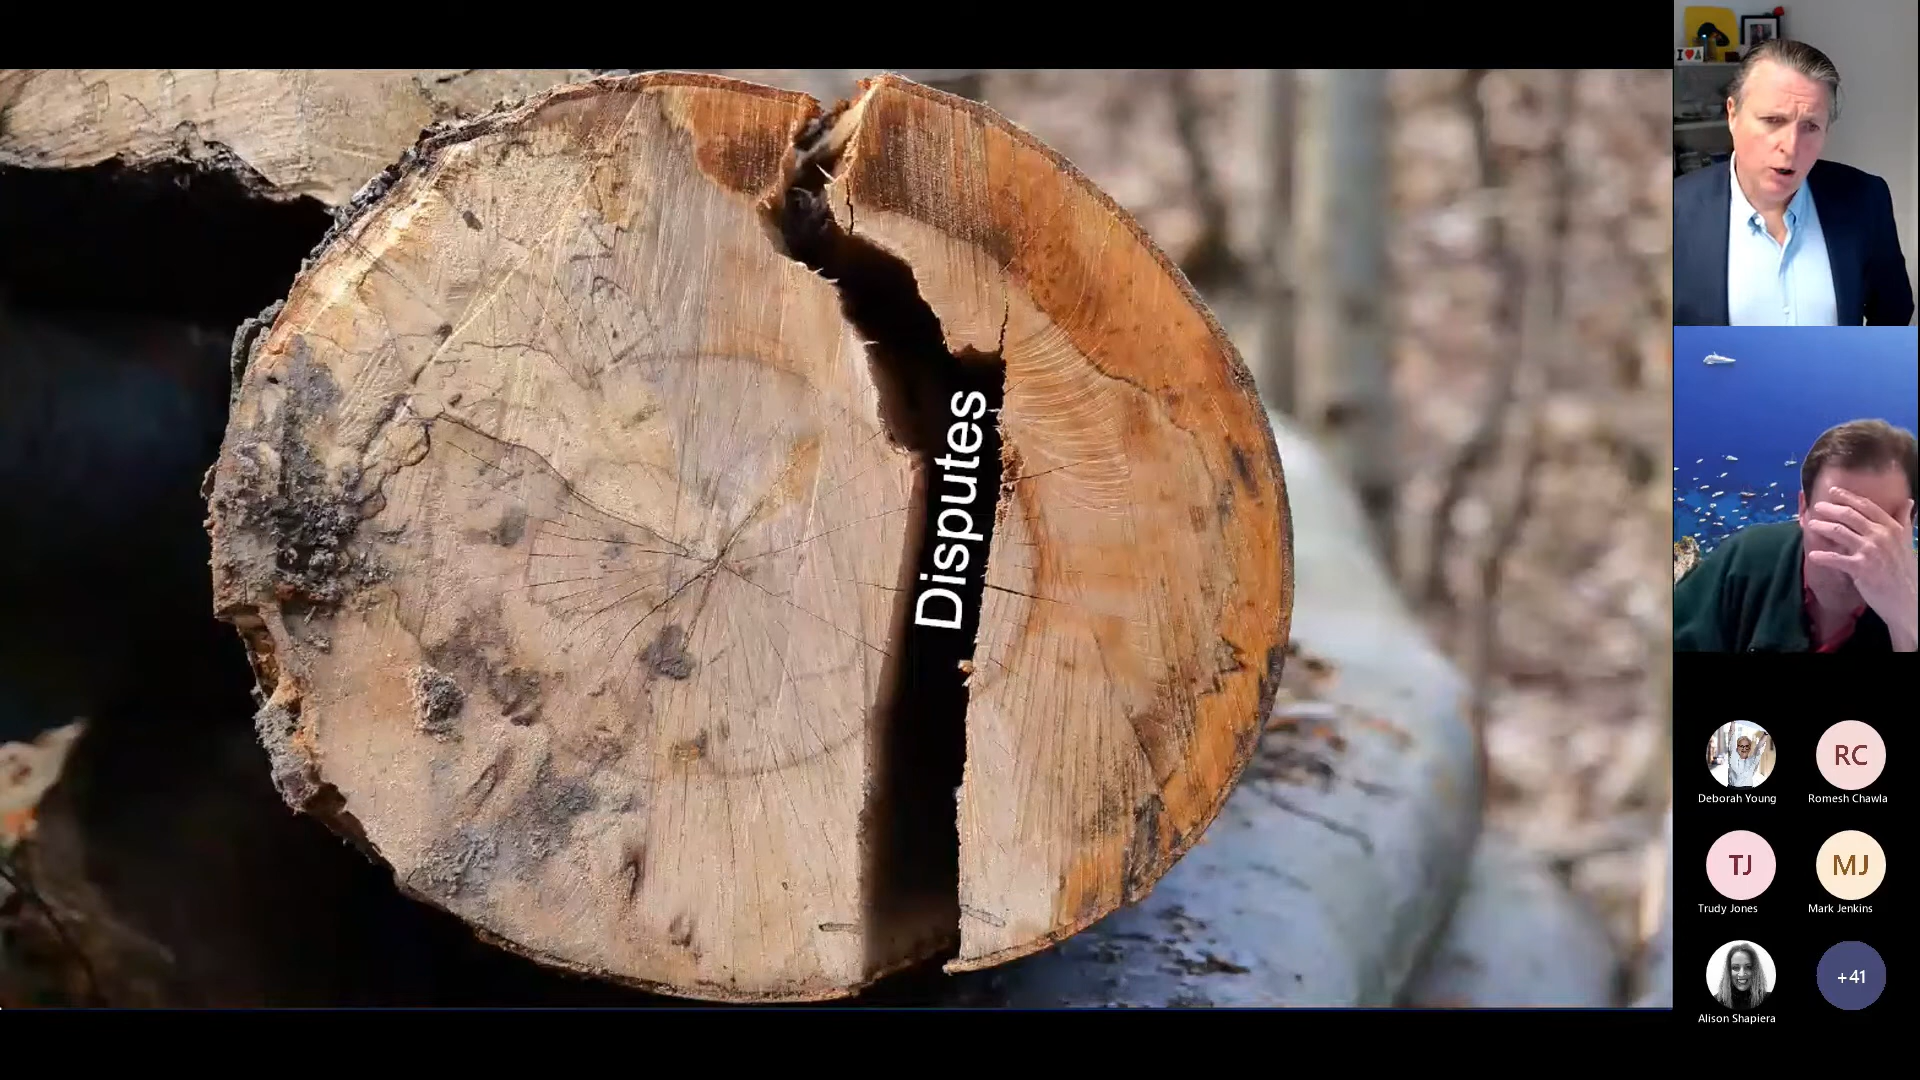 Disputes
I ♥
Deborah Young
RC
Romesh Chawla
TJ
Trudy Jones
MJ
Mark Jenkins
Alison Shapiera
+41